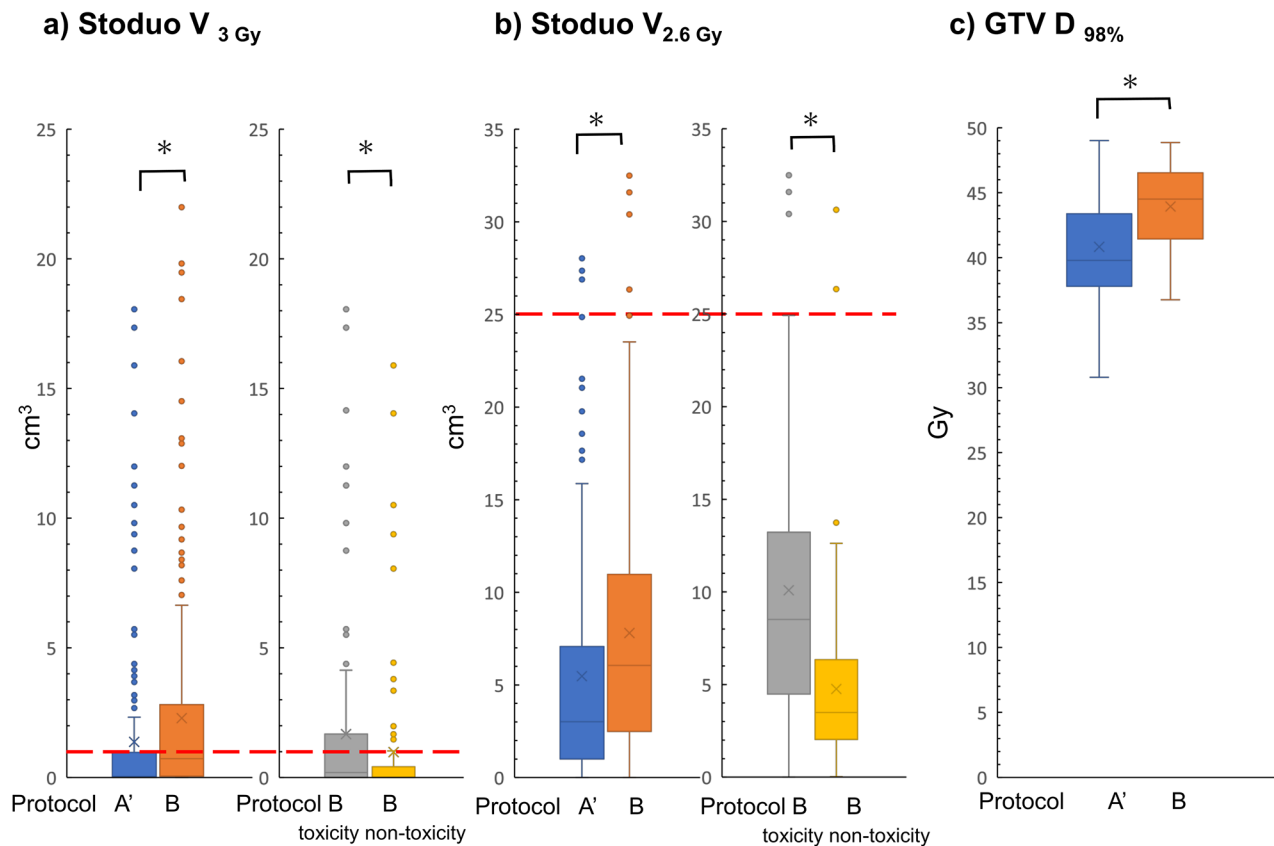 a) Stoduo V 3 Gy
b) Stoduo V2.6 Gy
c) GTV D 98%
* * * * *
cm³
25
20
15
10
5
0
Protocol A’ B
25
20
15
10
5
0
Protocol B B
toxicity non-toxicity
cm³
35
30
25
20
15
10
5
0
Protocol A’ B
35
30
25
20
15
10
5
0
Protocol B B
toxicity non-toxicity
Gy
50
45
40
35
30
25
20
15
10
5
0
Protocol A’ B